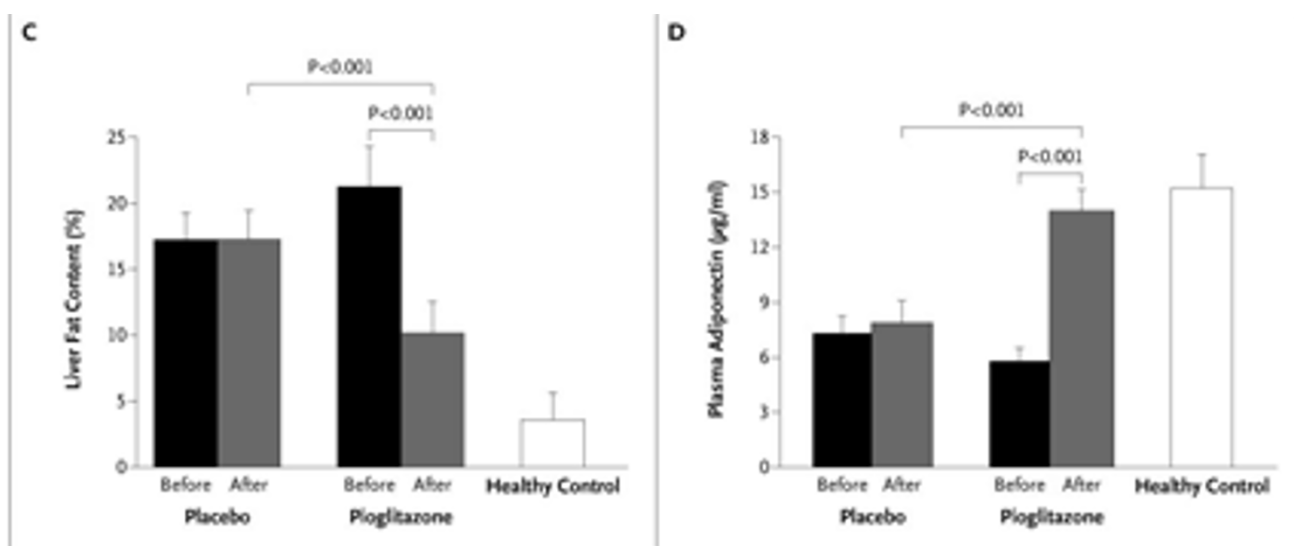 C
P<0.001
P<0.001
Liver Fat Content (%)
25
20
15
10
5
0
Before After Before After Healthy Control
Placebo Pioglitazone
D
P<0.001
P<0.001
Plasma Adiponectin (µg/ml)
18
15
12
9
6
3
0
Before After Before After Healthy Control
Placebo Pioglitazone